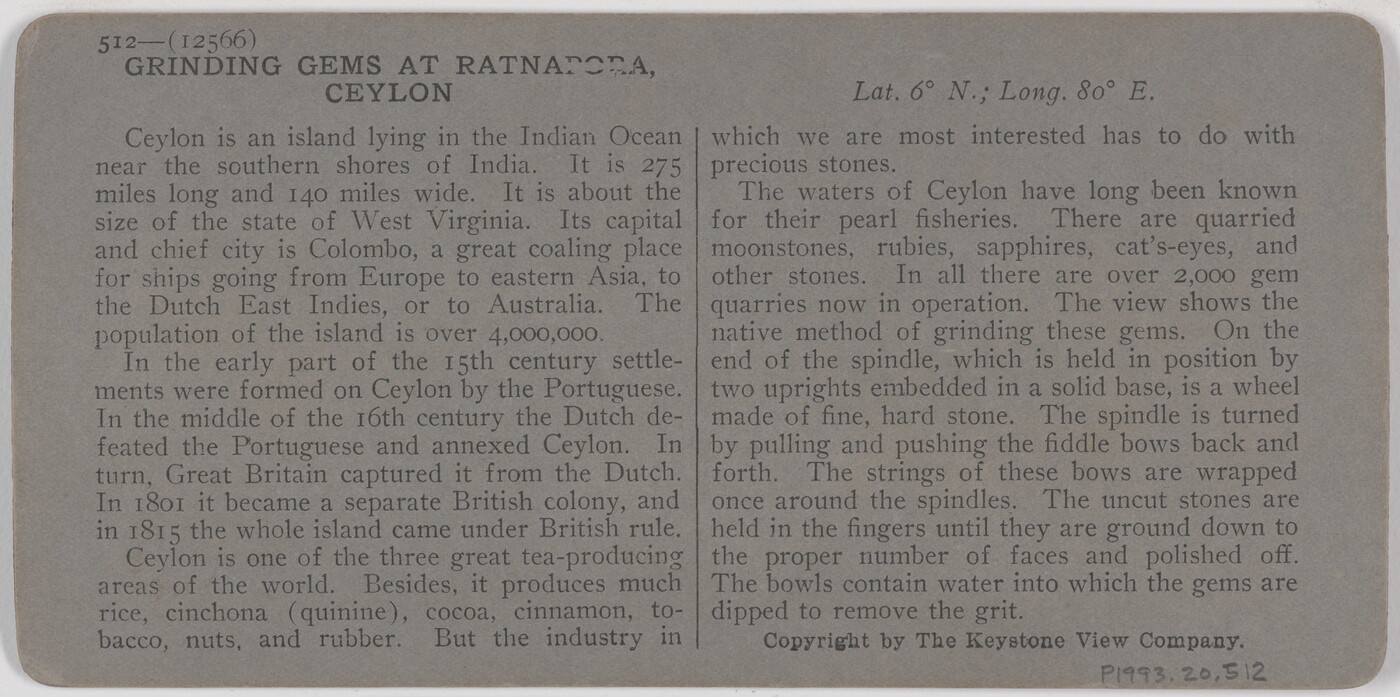 512—(12566)
GRINDING GEMS AT RATNAPORA,
CEYLON
Lat. 6° N.; Long. 80° E.
Ceylon is an island lying in the Indian Ocean
near the southern shores of India. It is 275
miles long and 140 miles wide. It is about the
size of the state of West Virginia. Its capital
and chief city is Colombo, a great coaling place
for ships going from Europe to eastern Asia, to
the Dutch East Indies, or to Australia. The
population of the island is over 4,000,000.
In the early part of the 15th century settle-
ments were formed on Ceylon by the Portuguese.
In the middle of the 16th century the Dutch de-
feated the Portuguese and annexed Ceylon. In
turn, Great Britain captured it from the Dutch.
In 1801 it became a separate British colony, and
in 1815 the whole island came under British rule.
Ceylon is one of the three great tea-producing
areas of the world. Besides, it produces much
rice, cinchona (quinine), cocoa, cinnamon, to-
bacco, nuts, and rubber. But the industry in
which we are most interested has to do with
precious stones.
The waters of Ceylon have long been known
for their pearl fisheries. There are quarried
moonstones, rubies, sapphires, cat's-eyes, and
other stones. In all there are over 2,000 gem
quarries now in operation. The view shows the
native method of grinding these gems. On the
end of the spindle, which is held in position by
two uprights embedded in a solid base, is a wheel
made of fine, hard stone. The spindle is turned
by pulling and pushing the fiddle bows back and
forth. The strings of these bows are wrapped
once around the spindles. The uncut stones are
held in the fingers until they are ground down to
the proper number of faces and polished off.
The bowls contain water into which the gems are
dipped to remove the grit.
Copyright by The Keystone View Company.
P1993.20.512